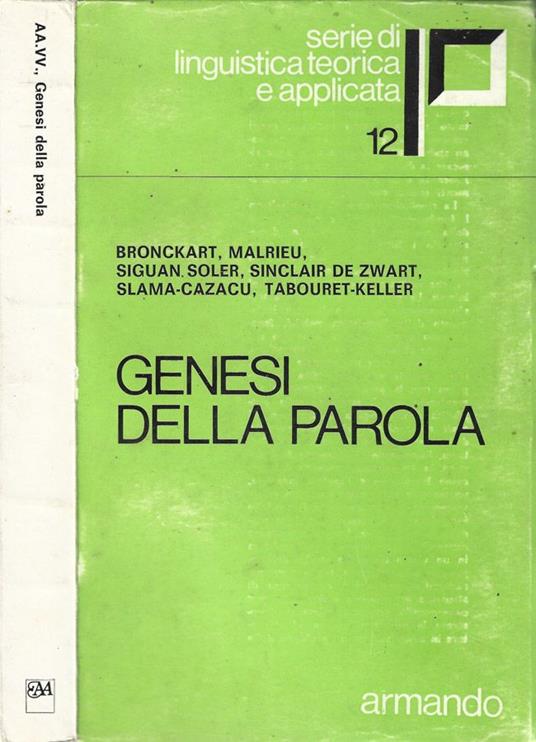 AA.VV., Genesi della parola
serie di
linguistica teorica
e applicata
12
BRONCKART, MALRIEU,
SIGUAN SOLER, SINCLAIR DE ZWART,
SLAMA-CAZACU, TABOURET-KELLER
GENESI
DELLA PAROLA
armando